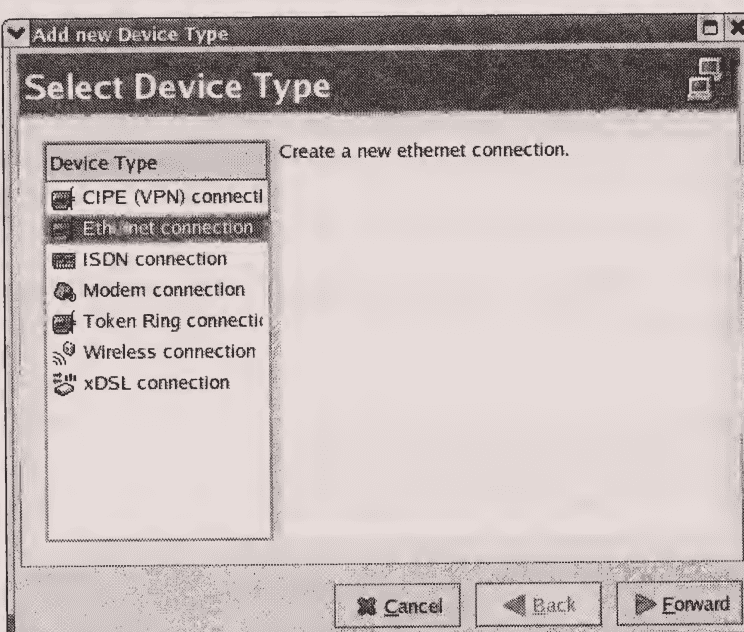 Add new Device Type
Select Device Type
Device Type
CIPE (VPN) connecti
Ethernet connection
ISDN connection
Modem connection
Token Ring connectic
Wireless connection
xDSL connection
Create a new ethernet connection.
Cancel
Back
Forward